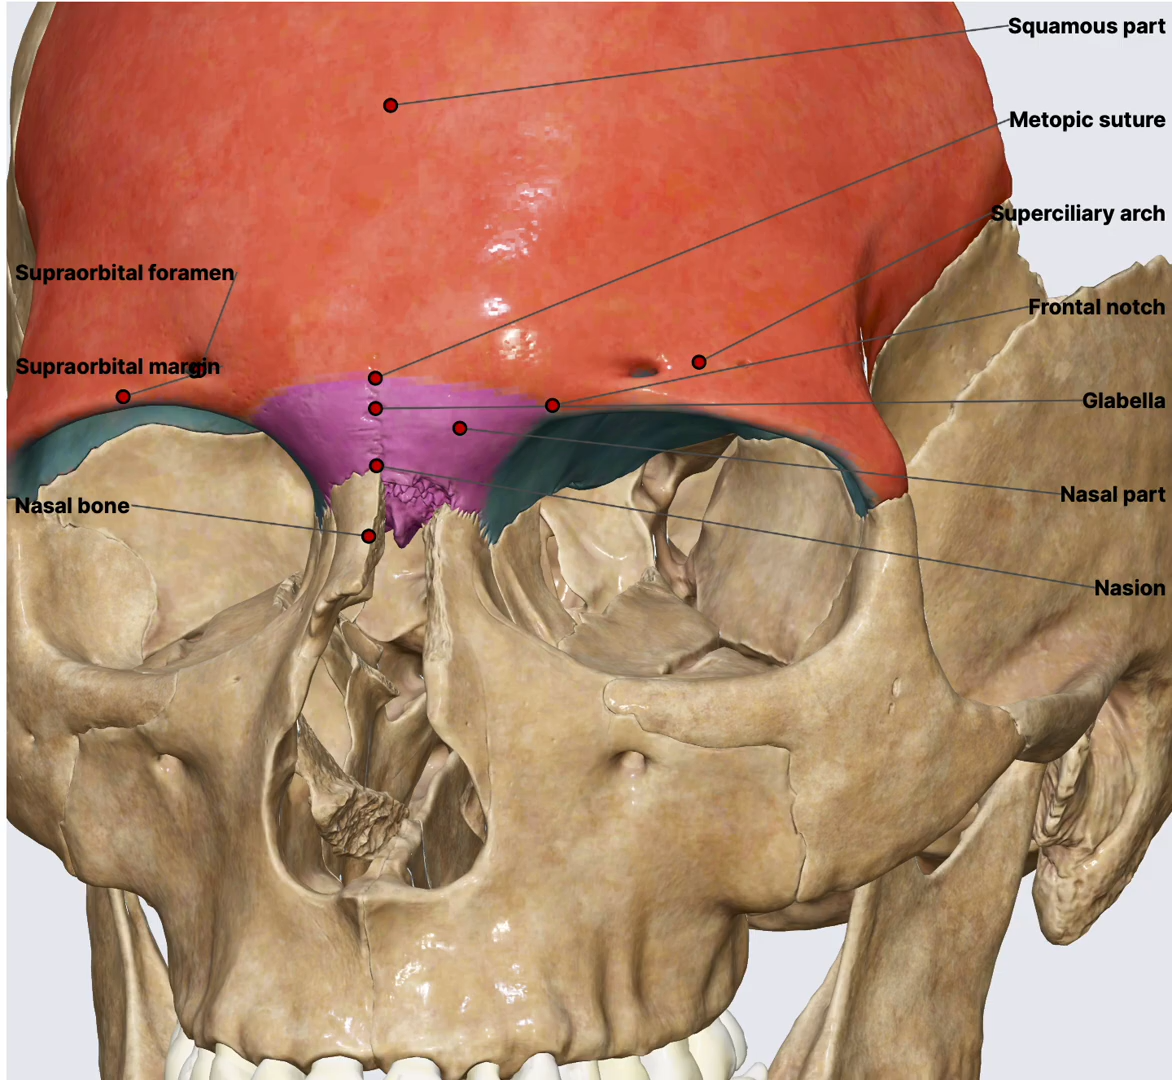 Squamous part
Metopic suture
Superciliary arch
Supraorbital foramen
Frontal notch
Supraorbital margin
Glabella
Nasal part
Nasal bone
Nasion